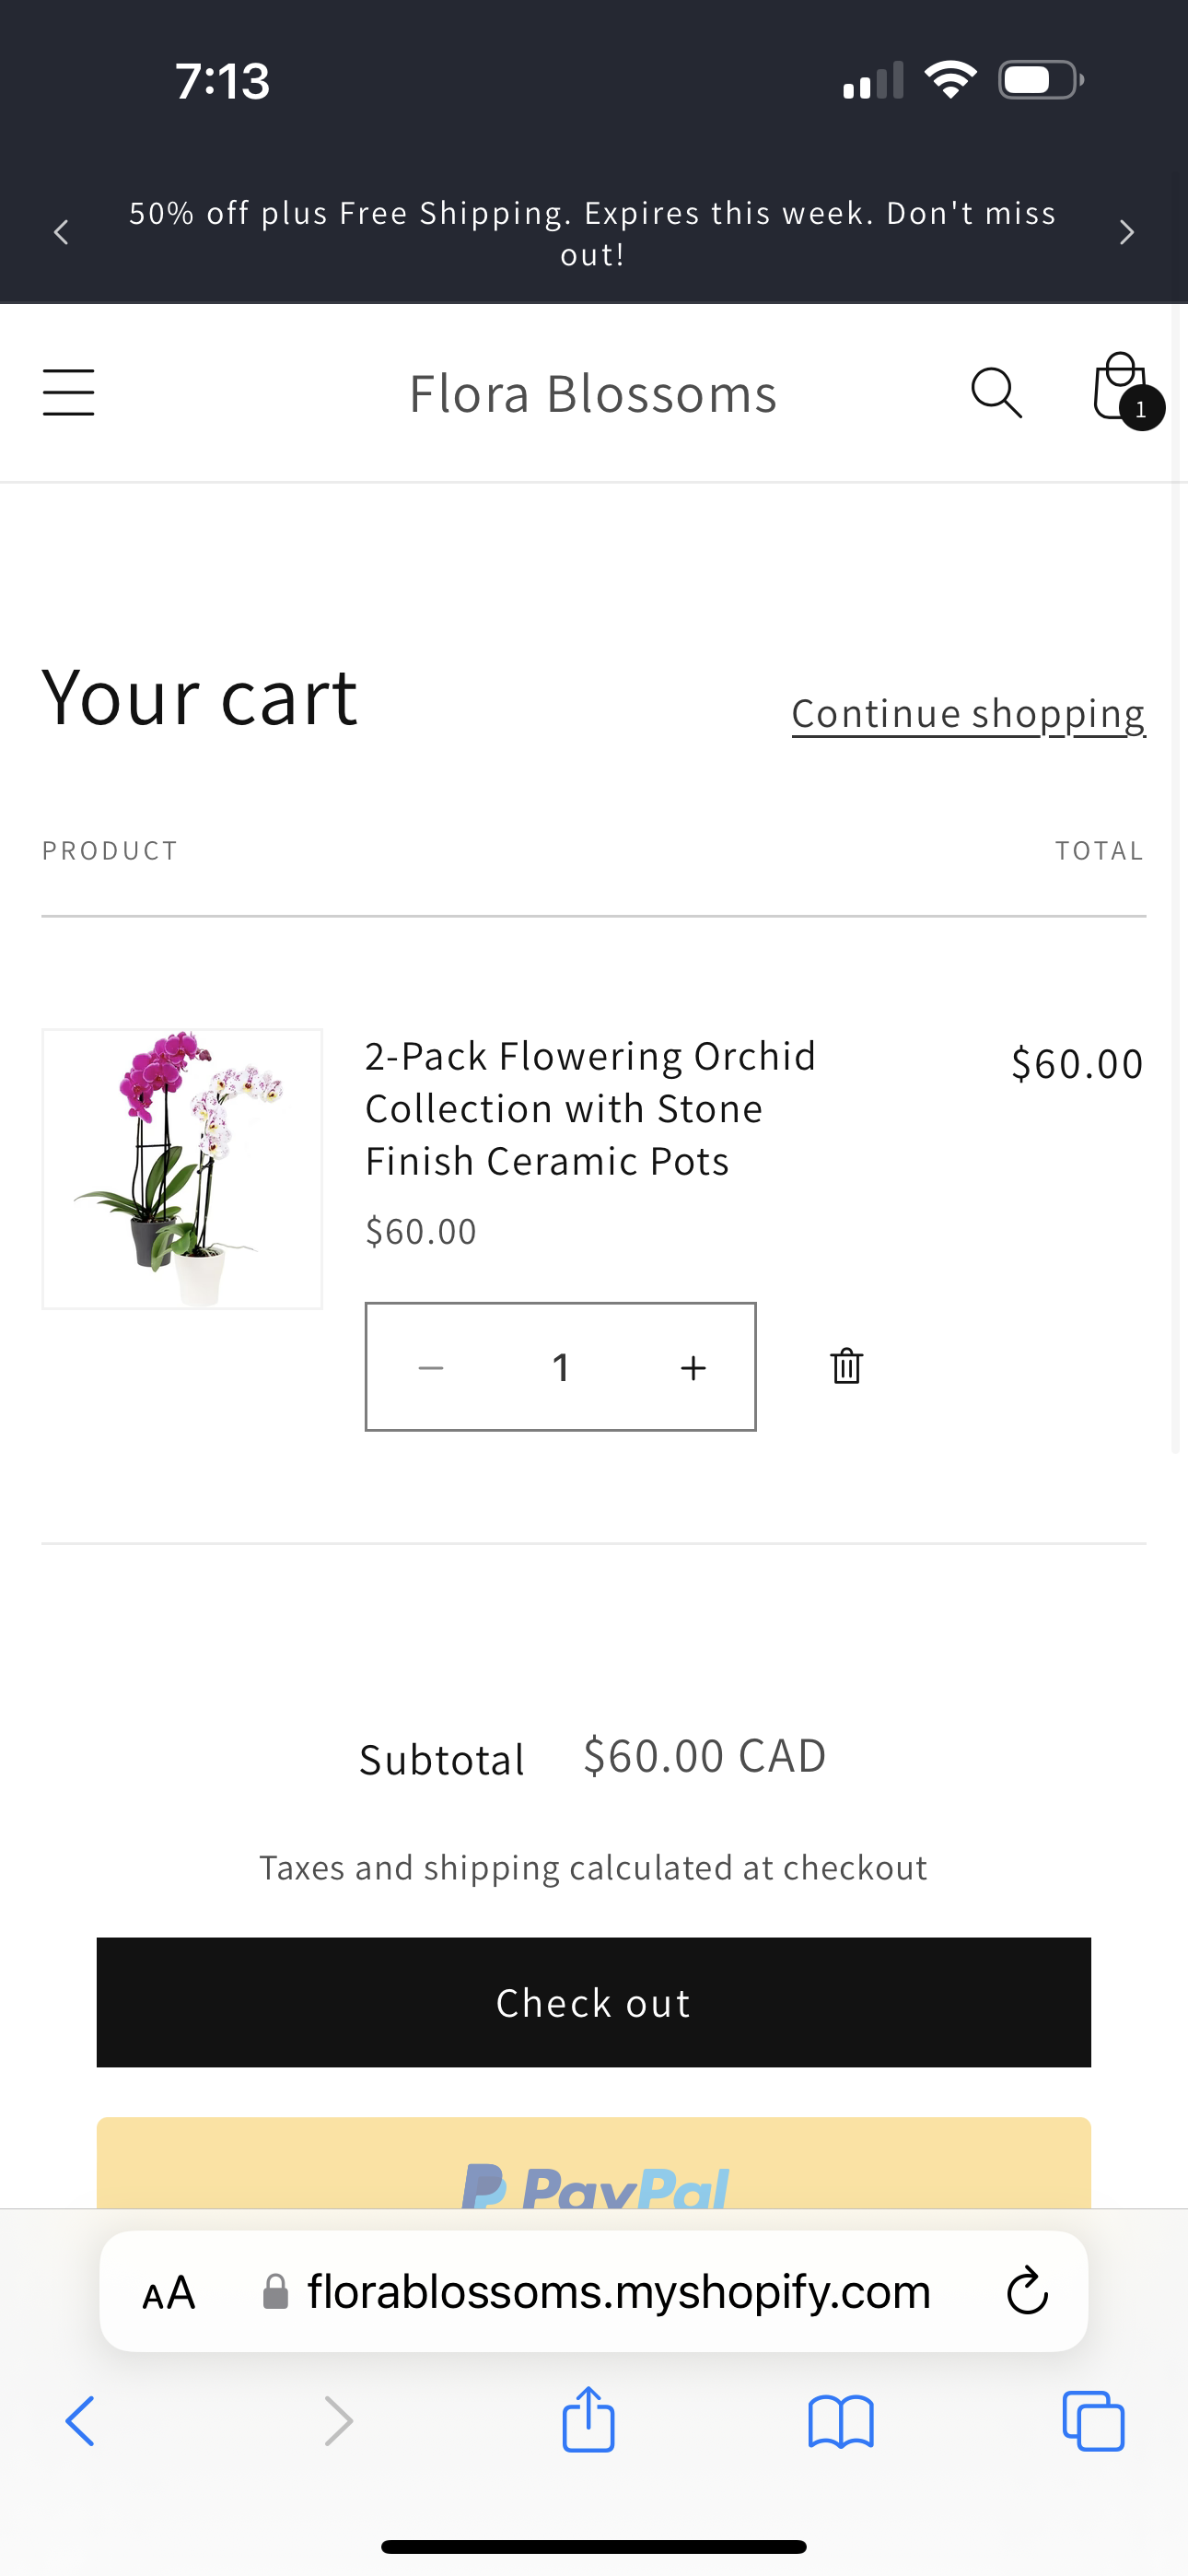 7:13
50% off plus Free Shipping. Expires this week. Don't miss
out!
Flora Blossoms
1
Your cart
Continue shopping
PRODUCT
TOTAL
2-Pack Flowering Orchid
Collection with Stone
Finish Ceramic Pots
$60.00
$60.00
1
Subtotal $60.00 CAD
Taxes and shipping calculated at checkout
Check out
PayPal
AA florablossoms.myshopify.com